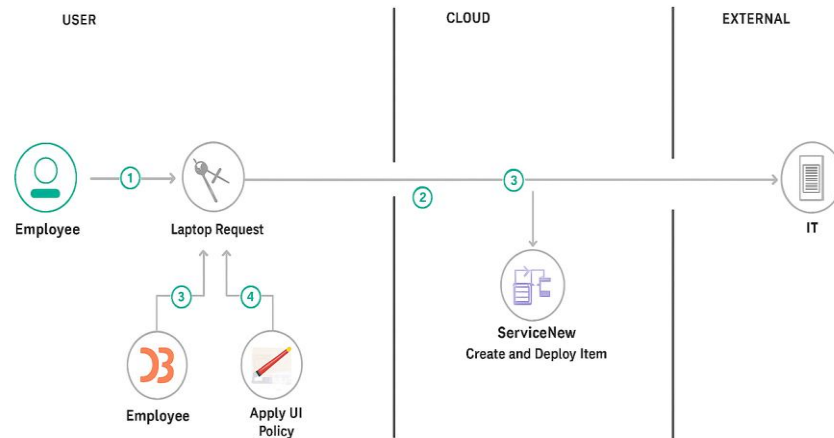 USER
CLOUD
EXTERNAL
1
3
2
Employee
Laptop Request
IT
3
4
ServiceNew
Create and Deploy Item
Employee
Apply UI
Policy